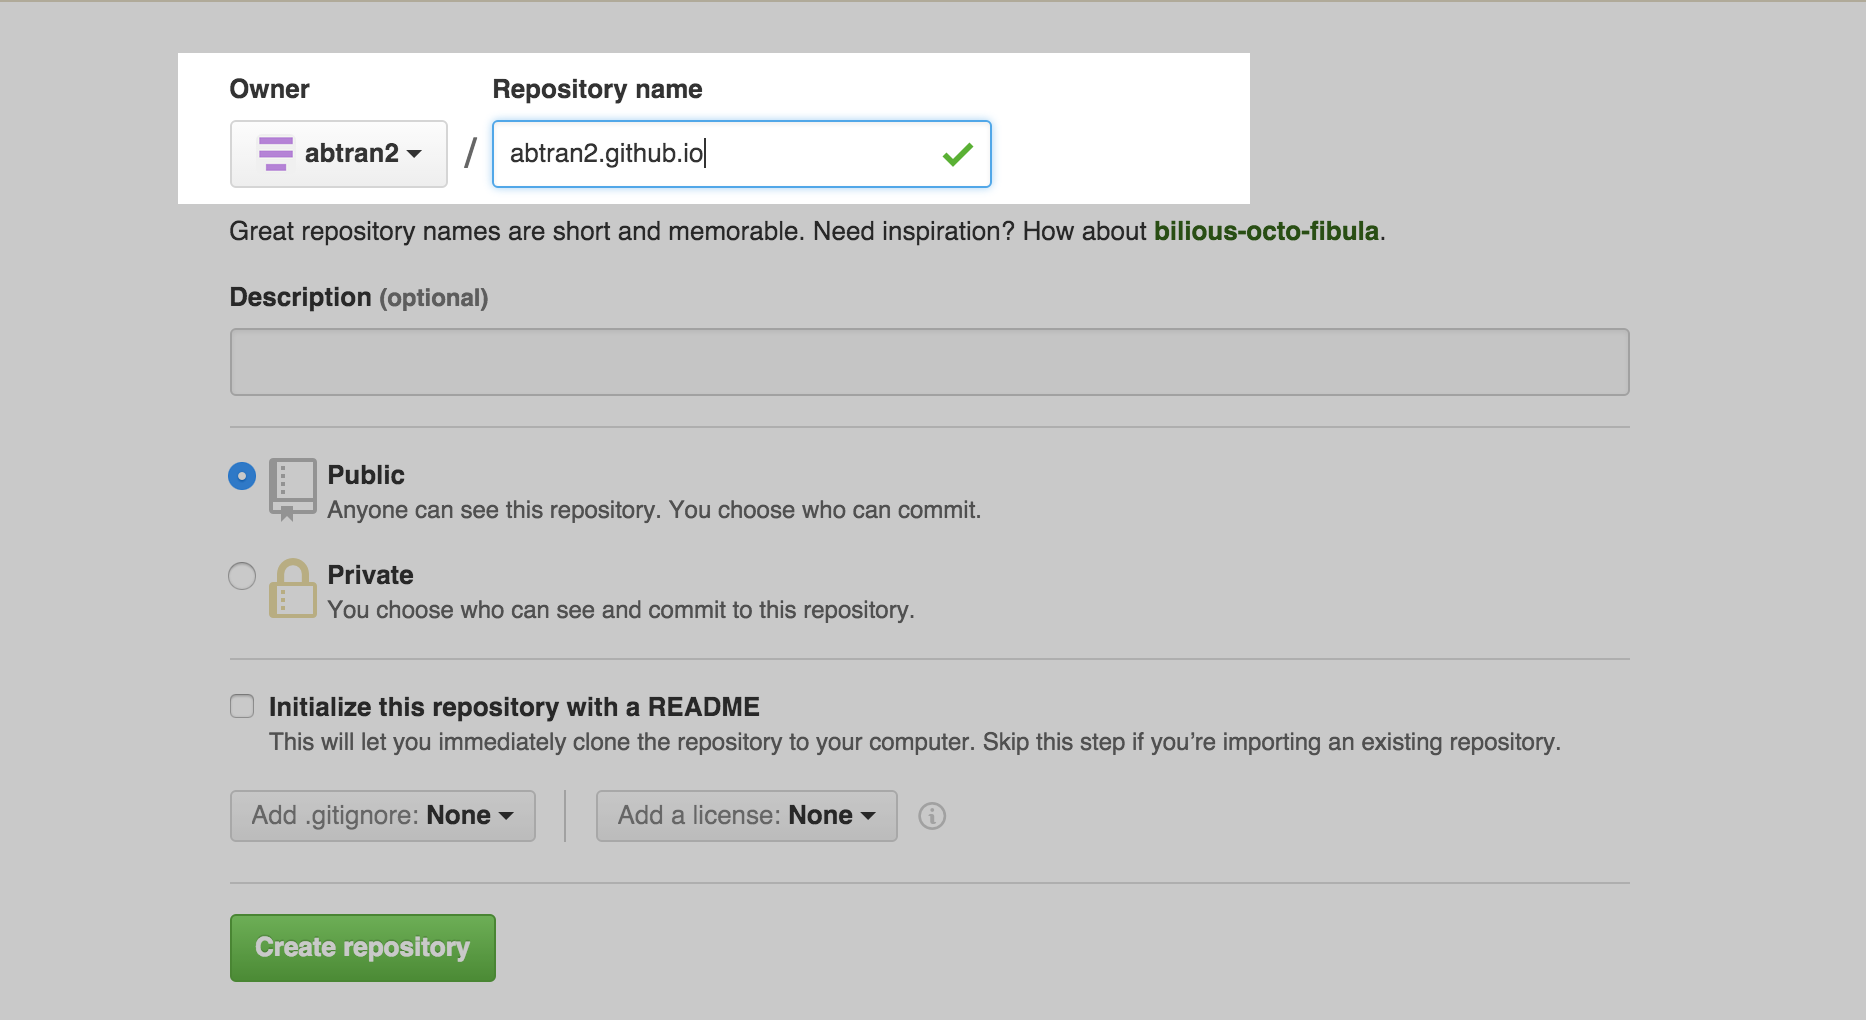 Owner
Repository name
abtran2
/
abtran2.github.io
Great repository names are short and memorable. Need inspiration? How about bilious-octo-fibula.
Description (optional)
Public
Anyone can see this repository. You choose who can commit.
Private
You choose who can see and commit to this repository.
Initialize this repository with a README
This will let you immediately clone the repository to your computer. Skip this step if you’re importing an existing repository.
Add .gitignore: None
Add a license: None
Create repository